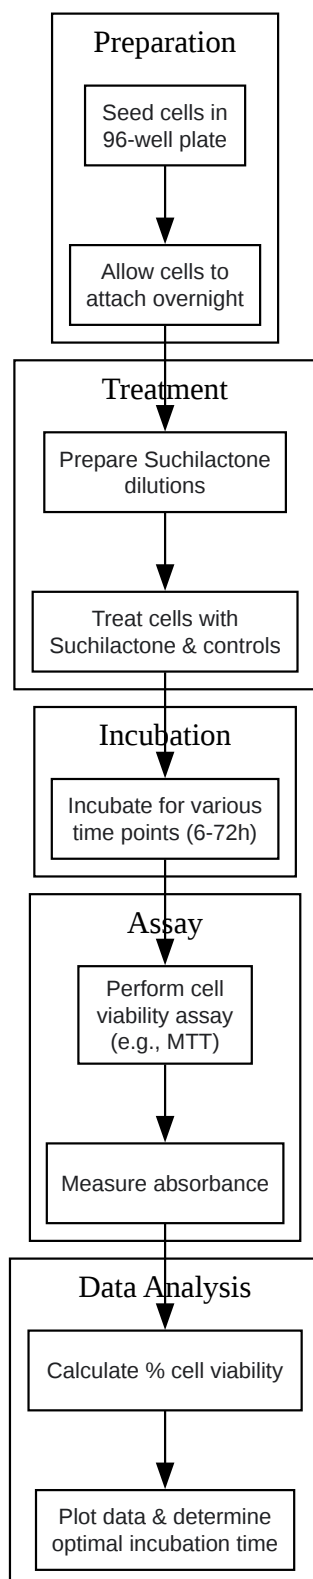 Preparation
Seed cells in
96-well plate
Allow cells to
attach overnight
Treatment
Prepare Suchilactone
dilutions
Treat cells with
Suchilactone & controls
Incubation
Incubate for various
time points (6-72h)
Assay
Perform cell
viability assay
(e.g., MTT)
Measure absorbance
Data Analysis
Calculate % cell viability
Plot data & determine
optimal incubation time